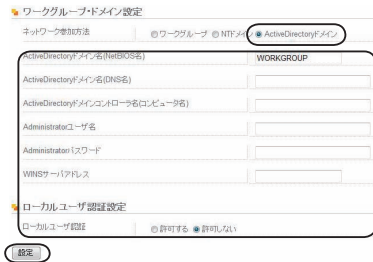 ワークグループ・ドメイン設定
ネットワーク参加方法 ワークグループ NTドメイン ActiveDirectoryドメイン
ActiveDirectoryドメイン名(NetBIOS名) WORKGROUP
ActiveDirectoryドメイン名(DNS名)
ActiveDirectoryドメインコントローラ名(コンピュータ名)
Administratorユーザ名
Administratorパスワード
WINSサーバアドレス
ローカルユーザ認証設定
ローカルユーザ認証 許可する 許可しない
設定